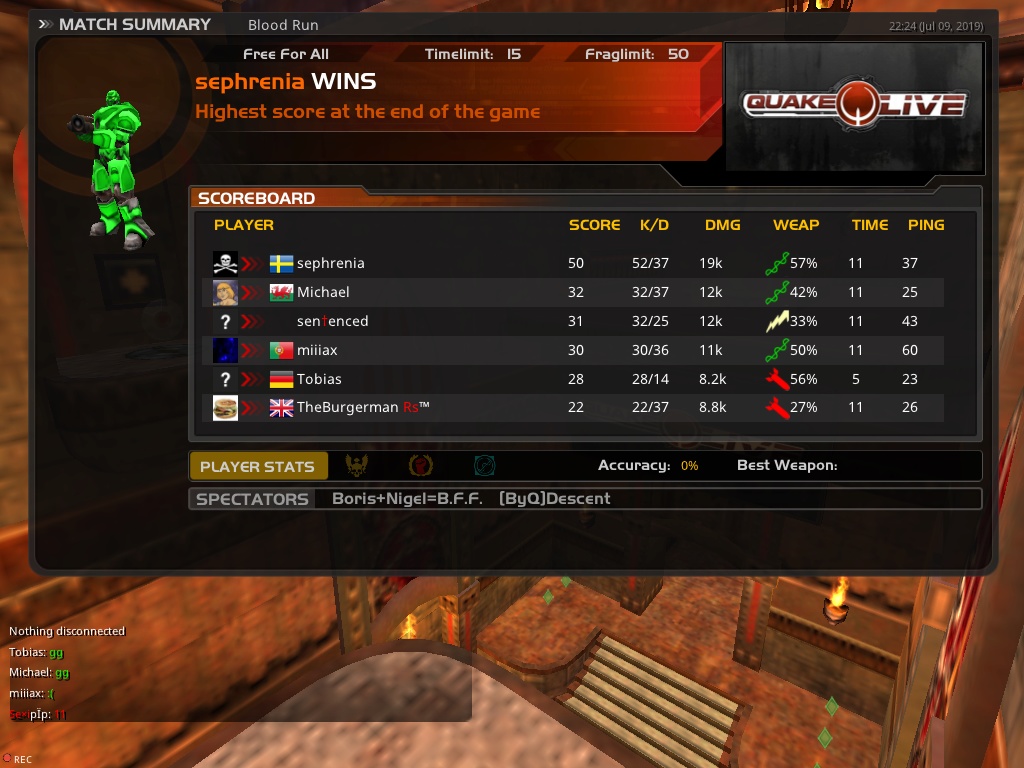 MATCH SUMMARY Blood Run 22:24 (Jul 09, 2019)
Free For All Timelimit: 15 Fraglimit: 50
sephrenia WINS
Highest score at the end of the game
QUAKE LIVE
SCOREBOARD
PLAYER SCORE K/D DMG WEAP TIME PING
sephrenia 50 52/37 19k 57% 11 37
Michael 32 32/37 12k 42% 11 25
? sen†enced 31 32/25 12k 33% 11 43
miiiax 30 30/36 11k 50% 11 60
? Tobias 28 28/14 8.2k 56% 5 23
TheBurgerman Rs™ 22 22/37 8.8k 27% 11 26
PLAYER STATS Accuracy: 0% Best Weapon:
SPECTATORS Boris+Nigel=B.F.F. [ByQ]Descent
Nothing disconnected
Tobias: gg
Michael: gg
miiiax: :(
REC